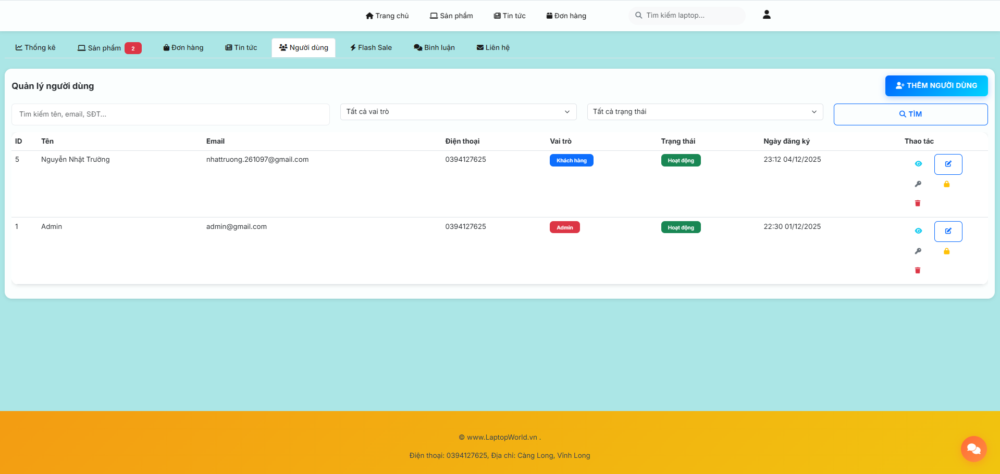 Trang chủ Sản phẩm Tin tức Đơn hàng Tìm kiếm laptop...
Thống kê Sản phẩm 2 Đơn hàng Tin tức Người dùng Flash Sale Bình luận Liên hệ
Quản lý người dùng THÊM NGƯỜI DÙNG
Tìm kiếm tên, email, SĐT... Tất cả vai trò Tất cả trạng thái TÌM
ID Tên Email Điện thoại Vai trò Trạng thái Ngày đăng ký Thao tác
5 Nguyễn Nhật Trường nhattruong.261097@gmail.com 0394127625 Khách hàng Hoạt động 23:12 04/12/2025
1 Admin admin@gmail.com 0394127625 Admin Hoạt động 22:30 01/12/2025
© www.LaptopWorld.vn .
Điện thoại: 0394127625, Địa chỉ: Càng Long, Vĩnh Long